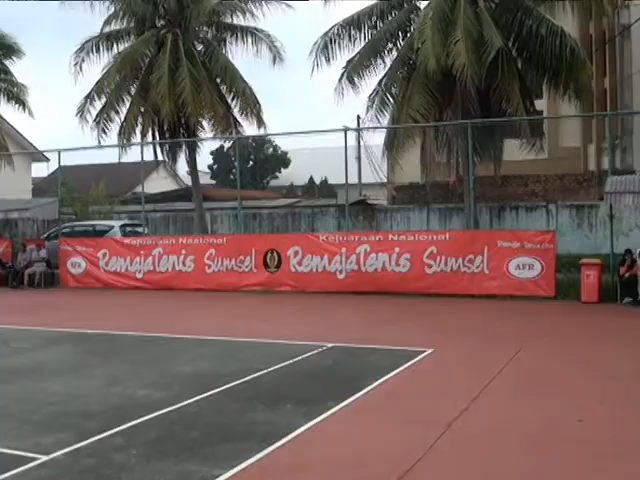 Kejuaraan Nasional
RemajaTenis Sumsel
Kejuaraan Nasional
RemajaTenis Sumsel
AFR